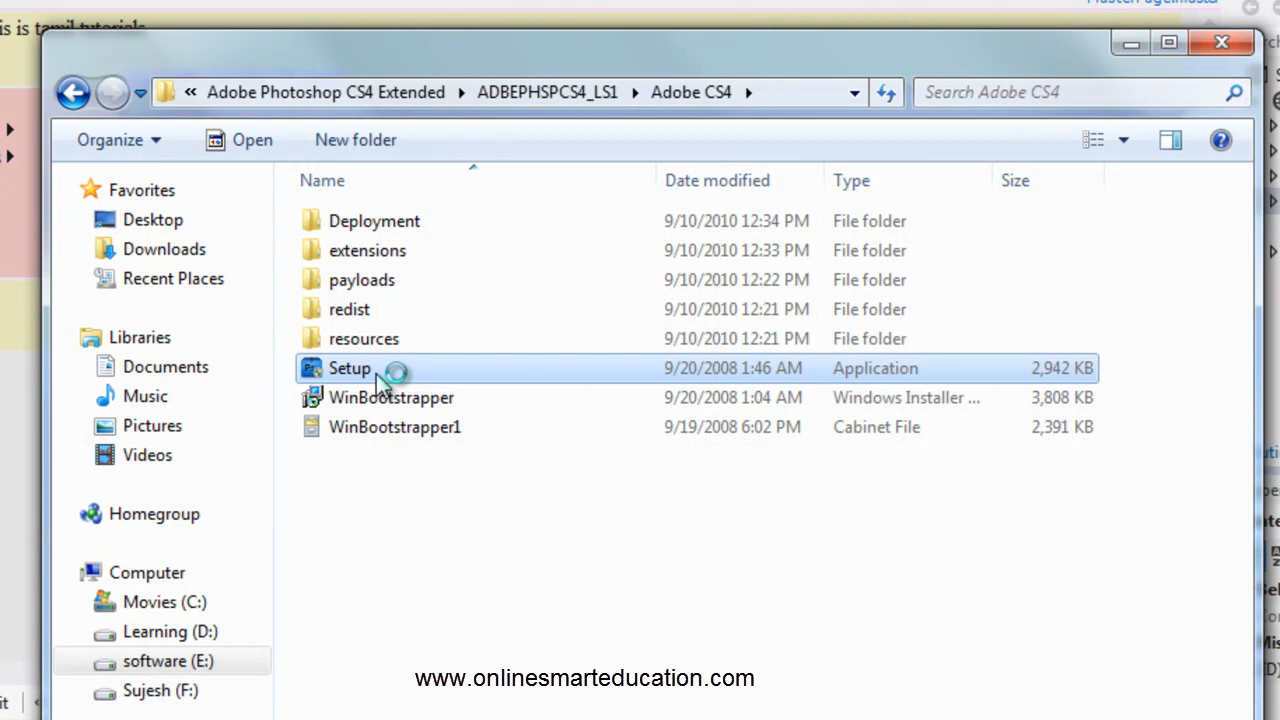 is is tamil tutorials
« Adobe Photoshop CS4 Extended ADBEPHSPCS4_LS1 Adobe CS4 Search Adobe CS4
Organize Open New folder
Name Date modified Type Size
Favorites
Desktop
Downloads
Recent Places
Libraries
Documents
Music
Pictures
Videos
Homegroup
Computer
Movies (C:)
Learning (D:)
software (E:)
Sujesh (F:)
Deployment 9/10/2010 12:34 PM File folder
extensions 9/10/2010 12:33 PM File folder
payloads 9/10/2010 12:22 PM File folder
redist 9/10/2010 12:21 PM File folder
resources 9/10/2010 12:21 PM File folder
Setup 9/20/2008 1:46 AM Application 2,942 KB
WinBootstrapper 9/20/2008 1:04 AM Windows Installer ... 3,808 KB
WinBootstrapper1 9/19/2008 6:02 PM Cabinet File 2,391 KB
www.onlinesmarteducation.com